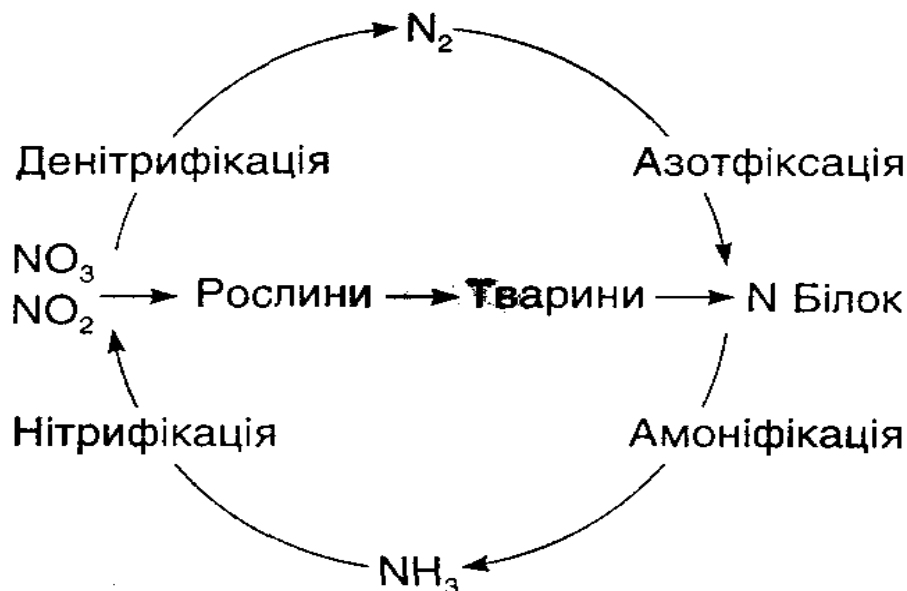 N₂
Денітрифікація
Азотфіксація
NO₃
NO₂
Рослини
Тварини
N Білок
Нітрифікація
Амоніфікація
NH₃